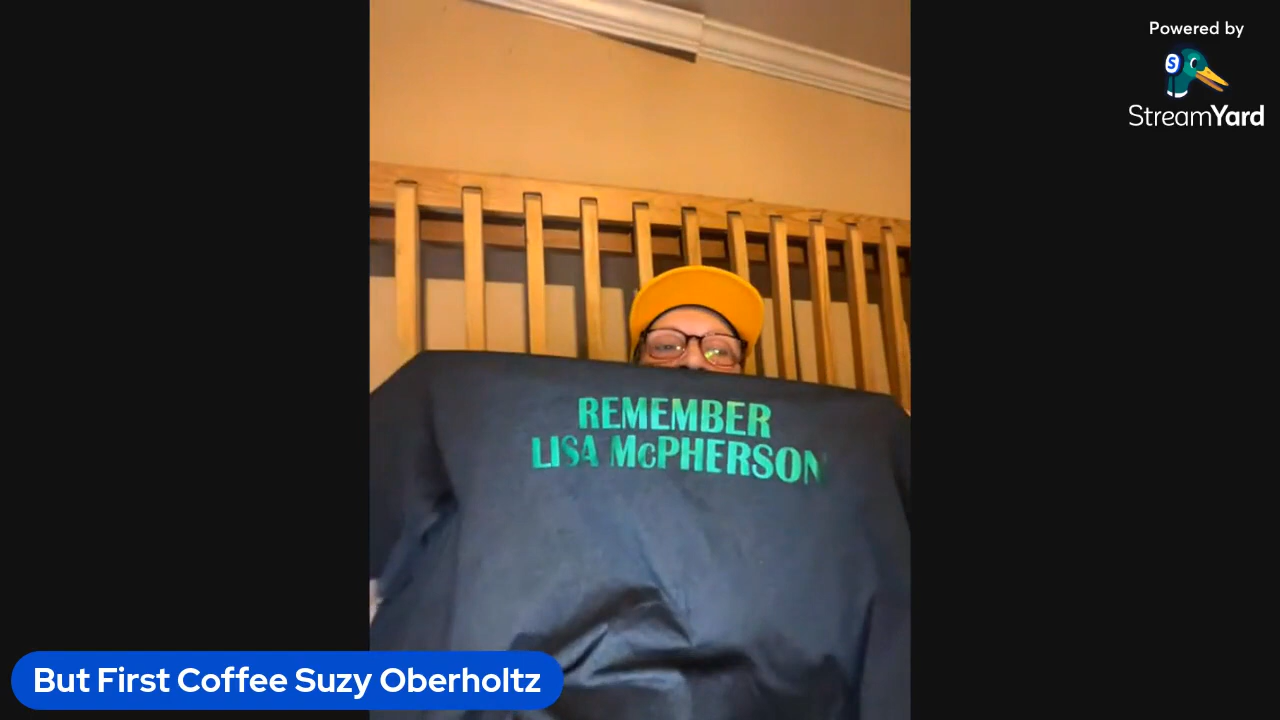 Powered by
S
StreamYard
REMEMBER
LISA McPHERSON
But First Coffee Suzy Oberholtz